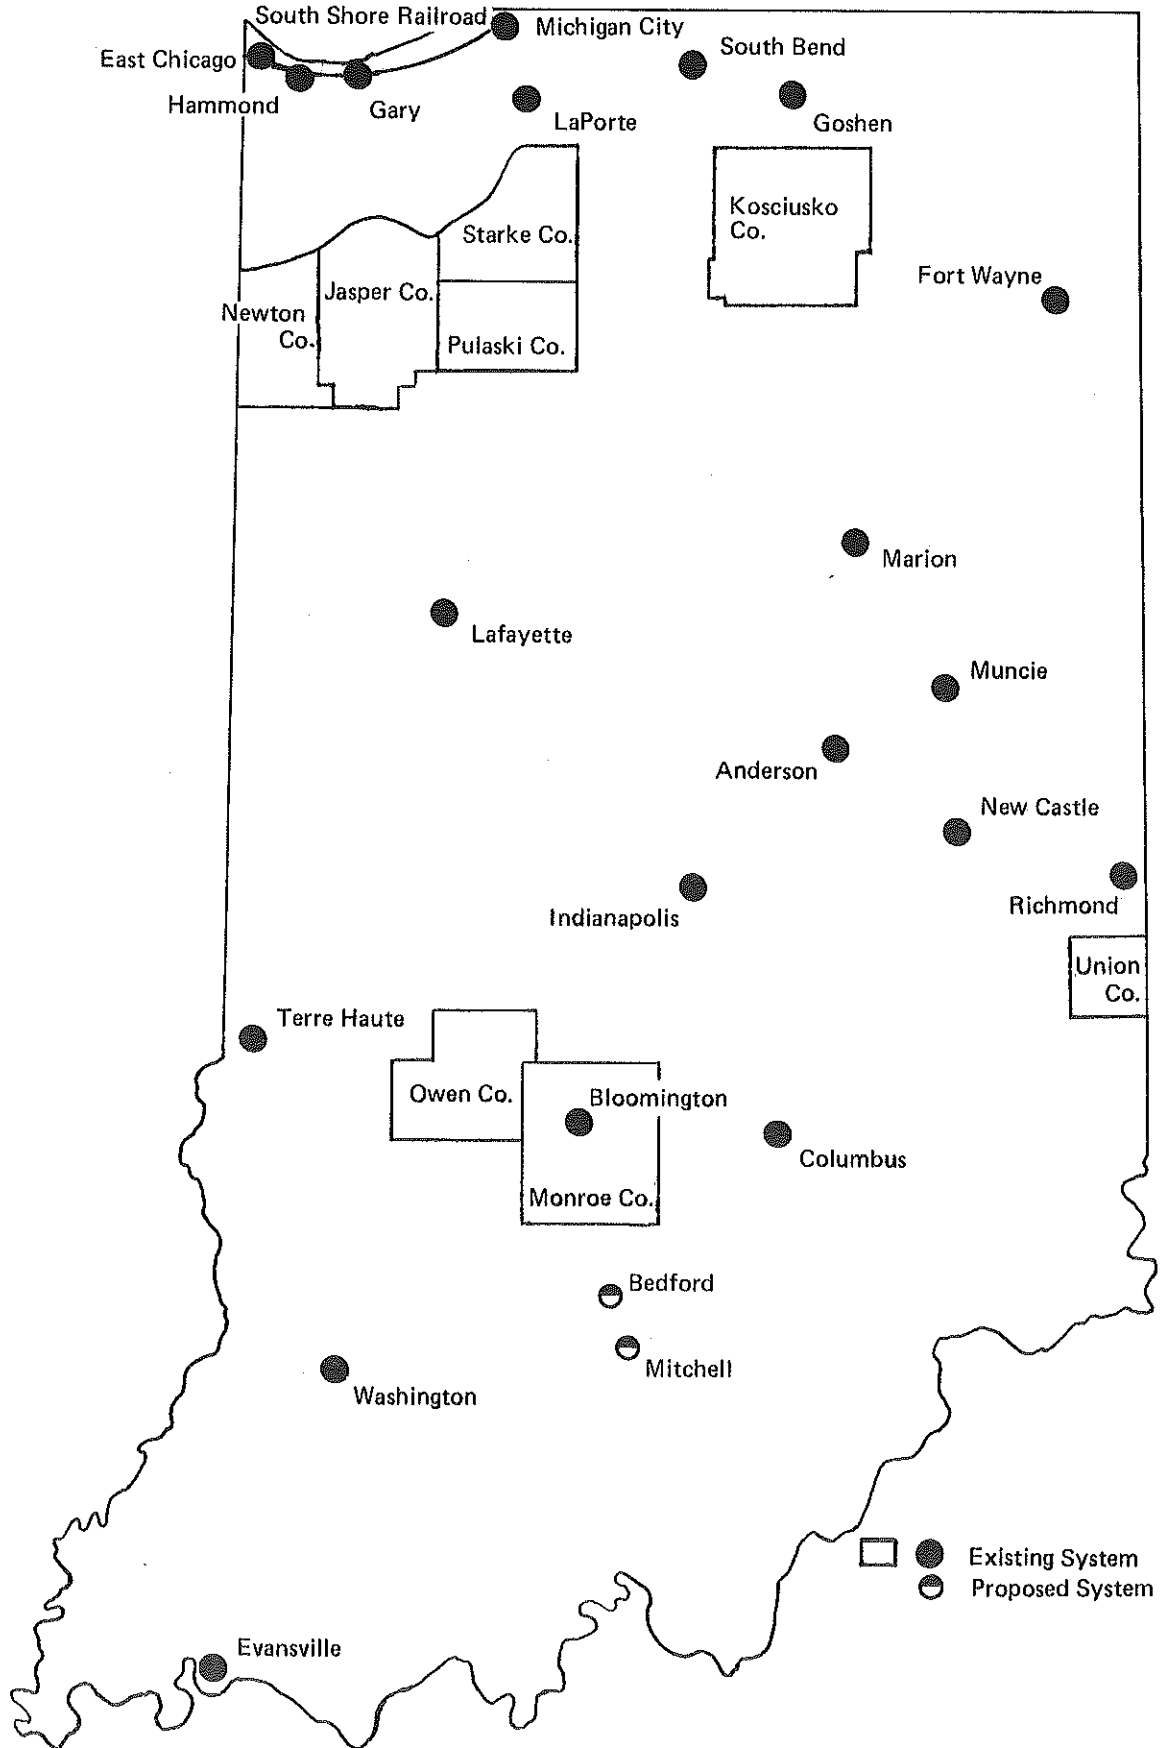 South Shore Railroad
Michigan City
East Chicago
South Bend
Hammond
Gary
LaPorte
Goshen
Kosciusko
Co.
Starke Co.
Fort Wayne
Jasper Co.
Newton
Co.
Pulaski Co.
Marion
Lafayette
Muncie
Anderson
New Castle
Indianapolis
Richmond
Union
Co.
Terre Haute
Owen Co.
Bloomington
Columbus
Monroe Co.
Bedford
Mitchell
Washington
Existing System
Proposed System
Evansville